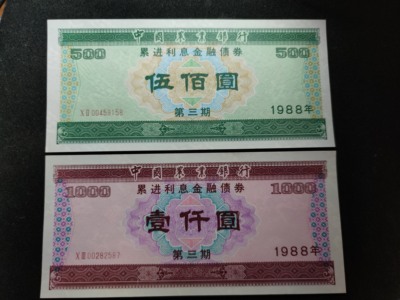 中国农业银行
500 500
累进利息金融债券
伍佰圆
第三期
1988年
中国农业银行
1000 1000
累进利息金融债券
壹仟圆
第三期
1988年